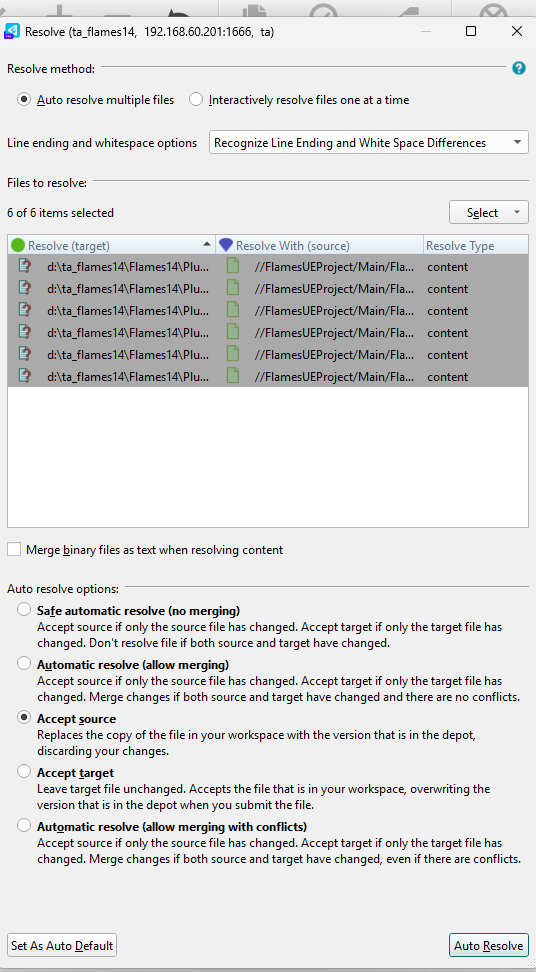 Resolve (ta_flames14, 192.168.60.201:1666, ta)
Resolve method:
Auto resolve multiple files
Interactively resolve files one at a time
Line ending and whitespace options
Recognize Line Ending and White Space Differences
Files to resolve:
6 of 6 items selected
Select
Resolve (target) Resolve With (source) Resolve Type
d:\ta_flames14\Flames14\Plu... //FlamesUEProject/Main/Fla... content
d:\ta_flames14\Flames14\Plu... //FlamesUEProject/Main/Fla... content
d:\ta_flames14\Flames14\Plu... //FlamesUEProject/Main/Fla... content
d:\ta_flames14\Flames14\Plu... //FlamesUEProject/Main/Fla... content
d:\ta_flames14\Flames14\Plu... //FlamesUEProject/Main/Fla... content
d:\ta_flames14\Flames14\Plu... //FlamesUEProject/Main/Fla... content
Merge binary files as text when resolving content
Auto resolve options:
Safe automatic resolve (no merging)
Accept source if only the source file has changed. Accept target if only the target file has
changed. Don't resolve file if both source and target have changed.
Automatic resolve (allow merging)
Accept source if only the source file has changed. Accept target if only the target file has
changed. Merge changes if both source and target have changed and there are no conflicts.
Accept source
Replaces the copy of the file in your workspace with the version that is in the depot,
discarding your changes.
Accept target
Leave target file unchanged. Accepts the file that is in your workspace, overwriting the
version that is in the depot when you submit the file.
Automatic resolve (allow merging with conflicts)
Accept source if only the source file has changed. Accept target if only the target file has
changed. Merge changes if both source and target have changed, even if there are conflicts.
Set As Auto Default
Auto Resolve